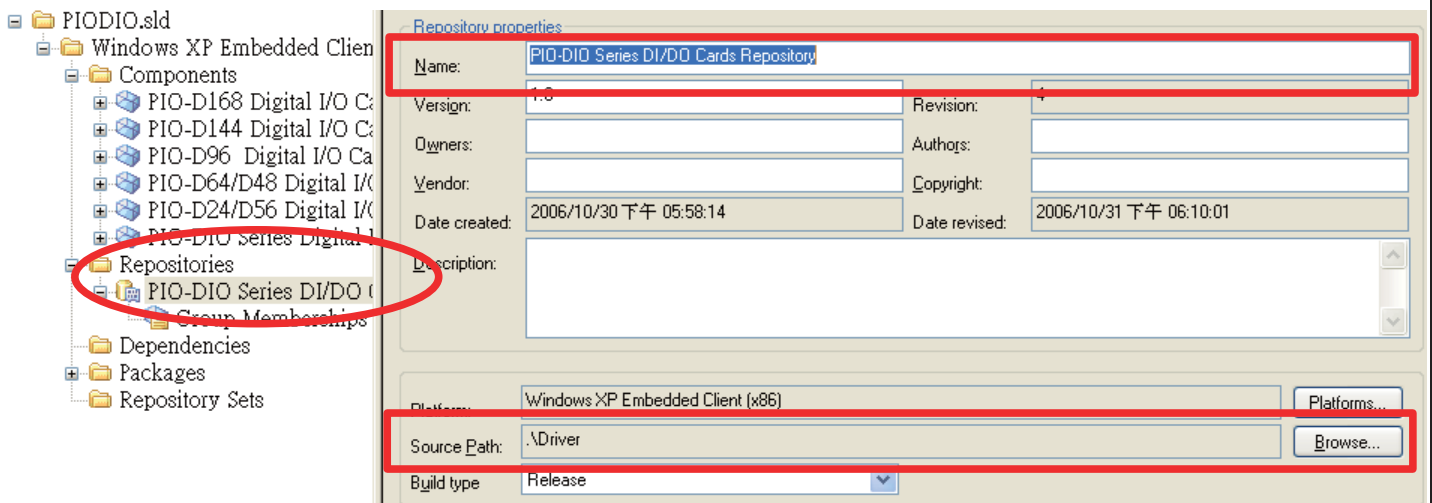 PIODIO.sld
Windows XP Embedded Clien
Components
PIO-D168 Digital I/O Ca
PIO-D144 Digital I/O Ca
PIO-D96 Digital I/O Ca
PIO-D64/D48 Digital I/(
PIO-D24/D56 Digital I/(
PIO-DIO Series Digital I
Repositories
PIO-DIO Series DI/DO (
Group Memberships
Dependencies
Packages
Repository Sets
Repository properties
Name: PIO-DIO Series DI/DO Cards Repository
Version: 1.0 Revision: 4
Owners: Authors:
Vendor: Copyright:
Date created: 2006/10/30 下午 05:58:14 Date revised: 2006/10/31 下午 06:10:01
Description:
Platform: Windows XP Embedded Client (x86) Platforms...
Source Path: .\Driver Browse...
Build type Release